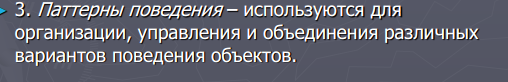 3. Паттерны поведения – используются для
организации, управления и объединения различных
вариантов поведения объектов.